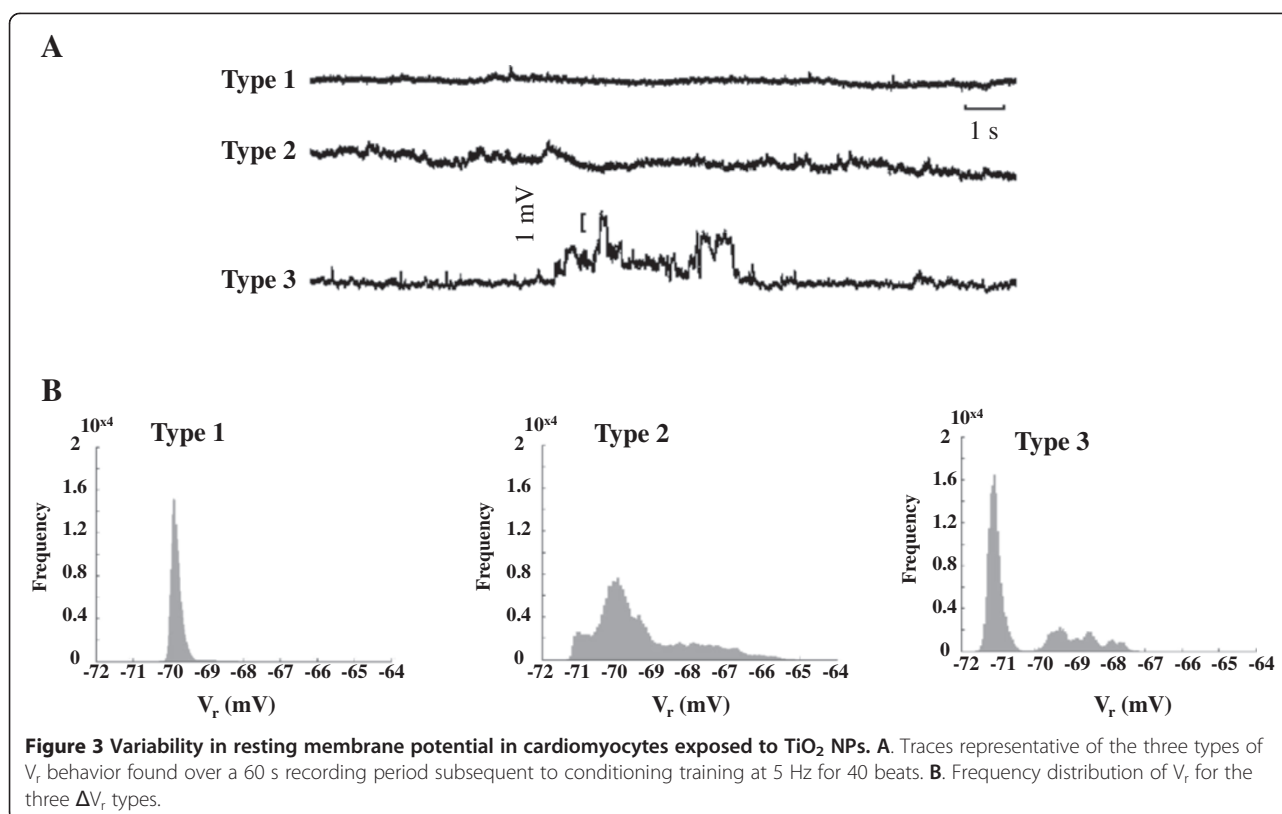 A
Type 1
1 s
Type 2
1 mV
Type 3
B
10x4
Type 1
2
1.6
1.2
0.8
0.4
0
Frequency
-72 -71 -70 -69 -68 -67 -66 -65 -64
Vr (mV)
10x4
Type 2
2
1.6
1.2
0.8
0.4
0
Frequency
-72 -71 -70 -69 -68 -67 -66 -65 -64
Vr (mV)
10x4
Type 3
2
1.6
1.2
0.8
0.4
0
Frequency
-72 -71 -70 -69 -68 -67 -66 -65 -64
Vr (mV)
Figure 3 Variability in resting membrane potential in cardiomyocytes exposed to TiO2 NPs. A. Traces representative of the three types of
Vr behavior found over a 60 s recording period subsequent to conditioning training at 5 Hz for 40 beats. B. Frequency distribution of Vr for the
three ΔVr types.